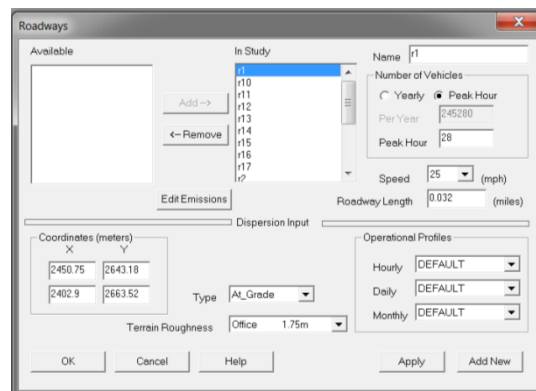 Roadways
Available
In Study
Name r1
r1
r10
r11
r12
r13
r14
r15
r16
r17
r2
Add -->
<-- Remove
Edit Emissions
Number of Vehicles
Yearly Peak Hour
Per Year 245280
Peak Hour 28
Speed 25 (mph)
Roadway Length 0.032 (miles)
Dispersion Input
Coordinates (meters)
X Y
2450.75 2643.18
2402.9 2663.52
Type At_Grade
Terrain Roughness Office 1.75m
Operational Profiles
Hourly DEFAULT
Daily DEFAULT
Monthly DEFAULT
OK Cancel Help Apply Add New